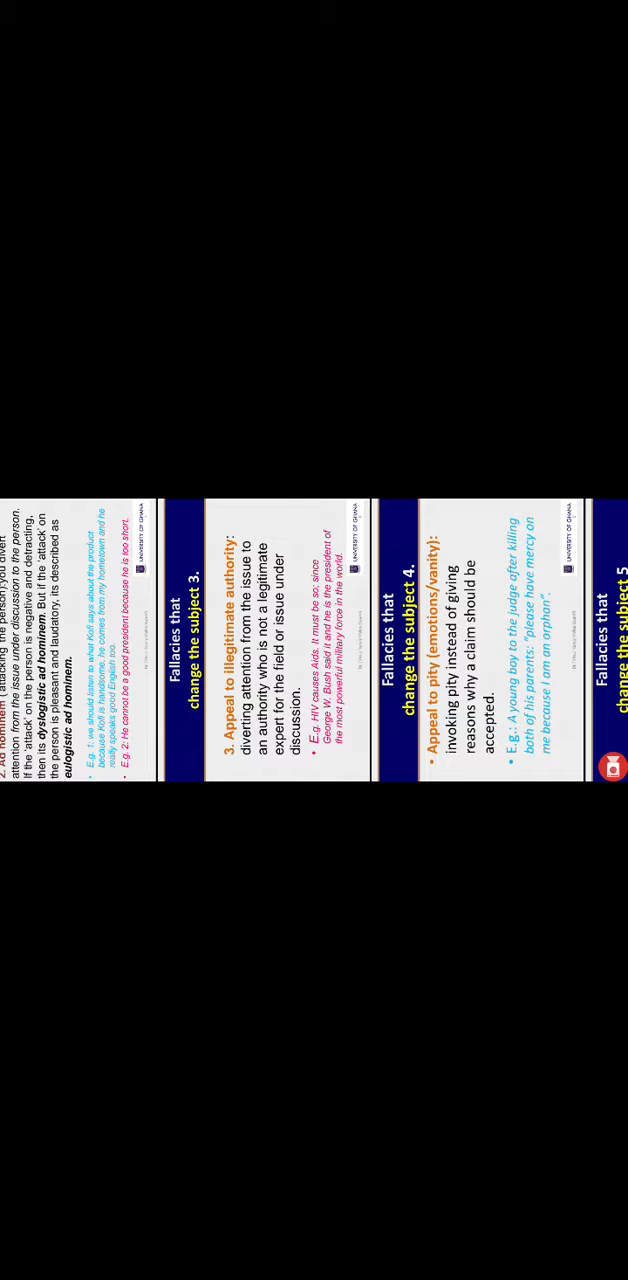 2. Ad hominem ( attacking the person):you divert
attention from the issue under discussion to the person.
If the 'attack' on the person is negative and detracting,
then its dyslogistic ad hominem. But if the 'attack' on
the person is pleasant and laudatory, its described as
eulogistic ad hominem.
• E.g. 1: we should listen to what Kofi says about the product
because Kofi is handsome, he comes from my hometown and he
really speaks good English too.
• E.g. 2: He cannot be a good president because he is too short.
UNIVERSITY OF GHANA
Fallacies that
change the subject 3.
3. Appeal to illegitimate authority:
diverting attention from the issue to
an authority who is not a legitimate
expert for the field or issue under
discussion.
• E.g. HIV causes Aids. It must be so; since
George W. Bush said it and he is the president of
the most powerful military force in the world.
UNIVERSITY OF GHANA
Fallacies that
change the subject 4.
• Appeal to pity (emotions/vanity):
invoking pity instead of giving
reasons why a claim should be
accepted.
• E.g.: A young boy to the judge after killing
both of his parents: "please have mercy on
me because I am an orphan".
UNIVERSITY OF GHANA
Fallacies that
change the subject 5